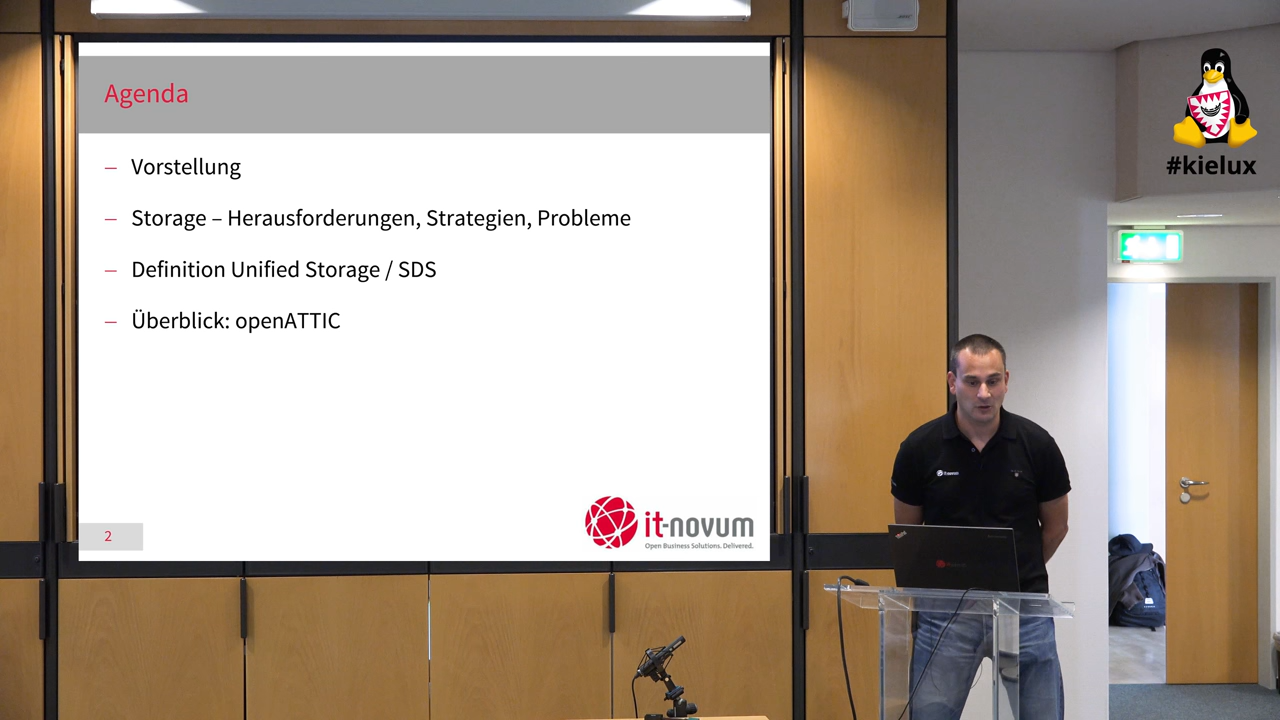 Agenda
– Vorstellung
– Storage – Herausforderungen, Strategien, Probleme
– Definition Unified Storage / SDS
– Überblick: openATTIC
2
it-novum
Open Business Solutions. Delivered.
#kielux